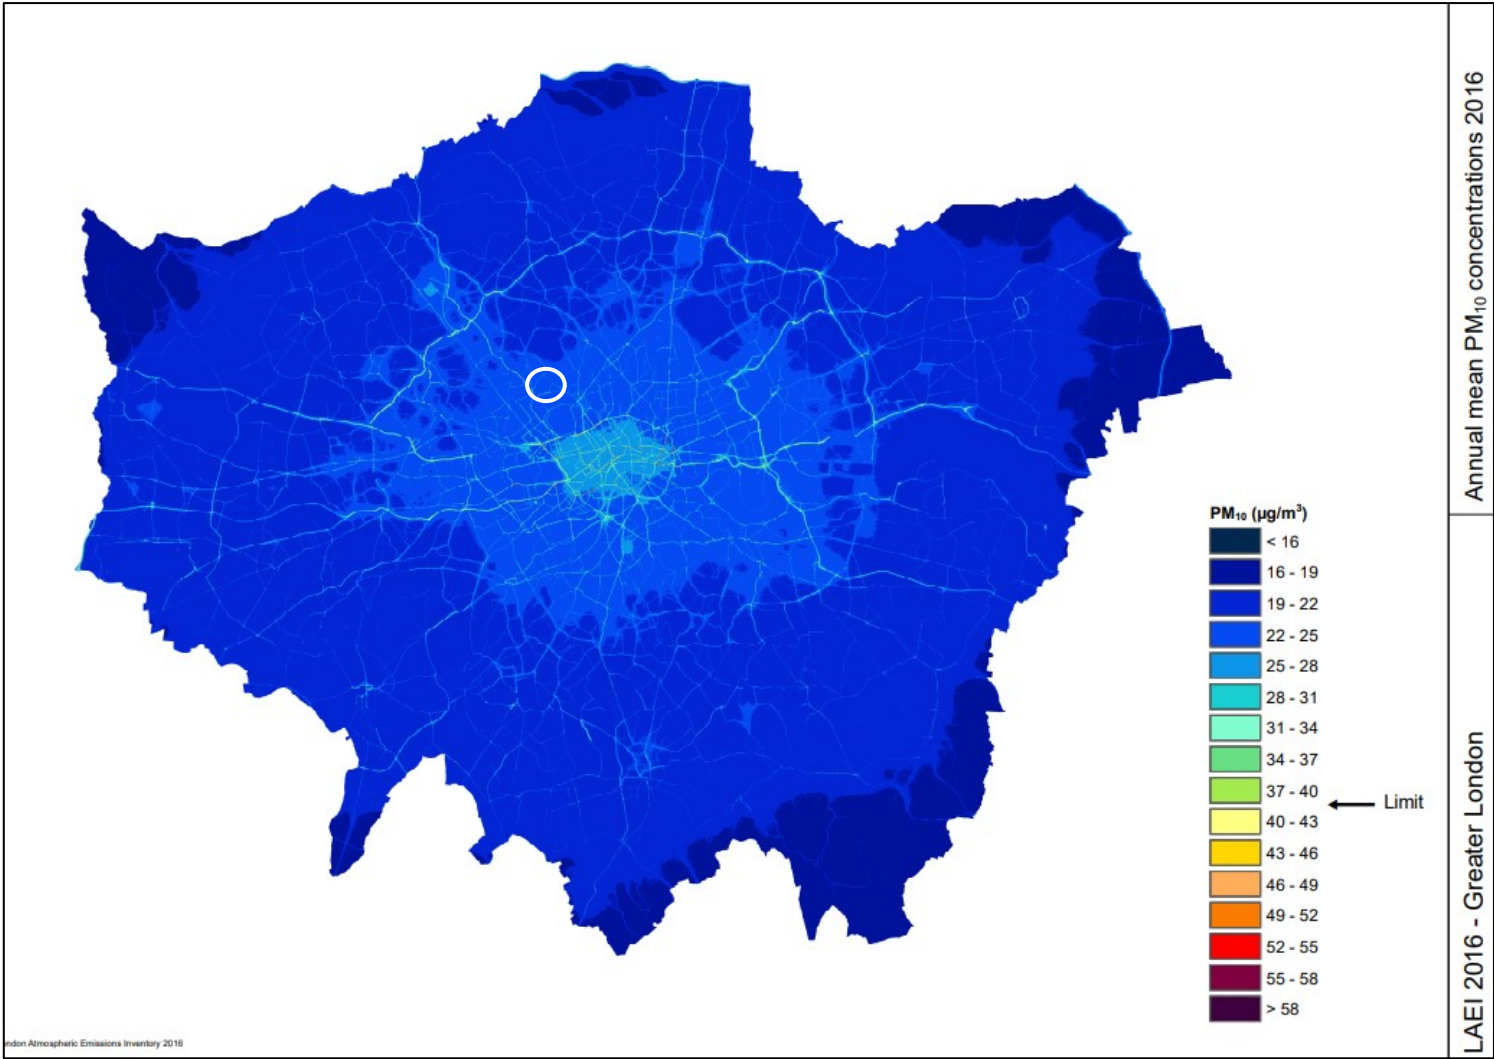 Annual mean PM₁₀ concentrations 2016
LAEI 2016 - Greater London
PM₁₀ (µg/m³)
< 16
16 - 19
19 - 22
22 - 25
25 - 28
28 - 31
31 - 34
34 - 37
37 - 40
Limit
40 - 43
43 - 46
46 - 49
49 - 52
52 - 55
55 - 58
> 58
ndon Atmospheric Emissions Inventory 2016